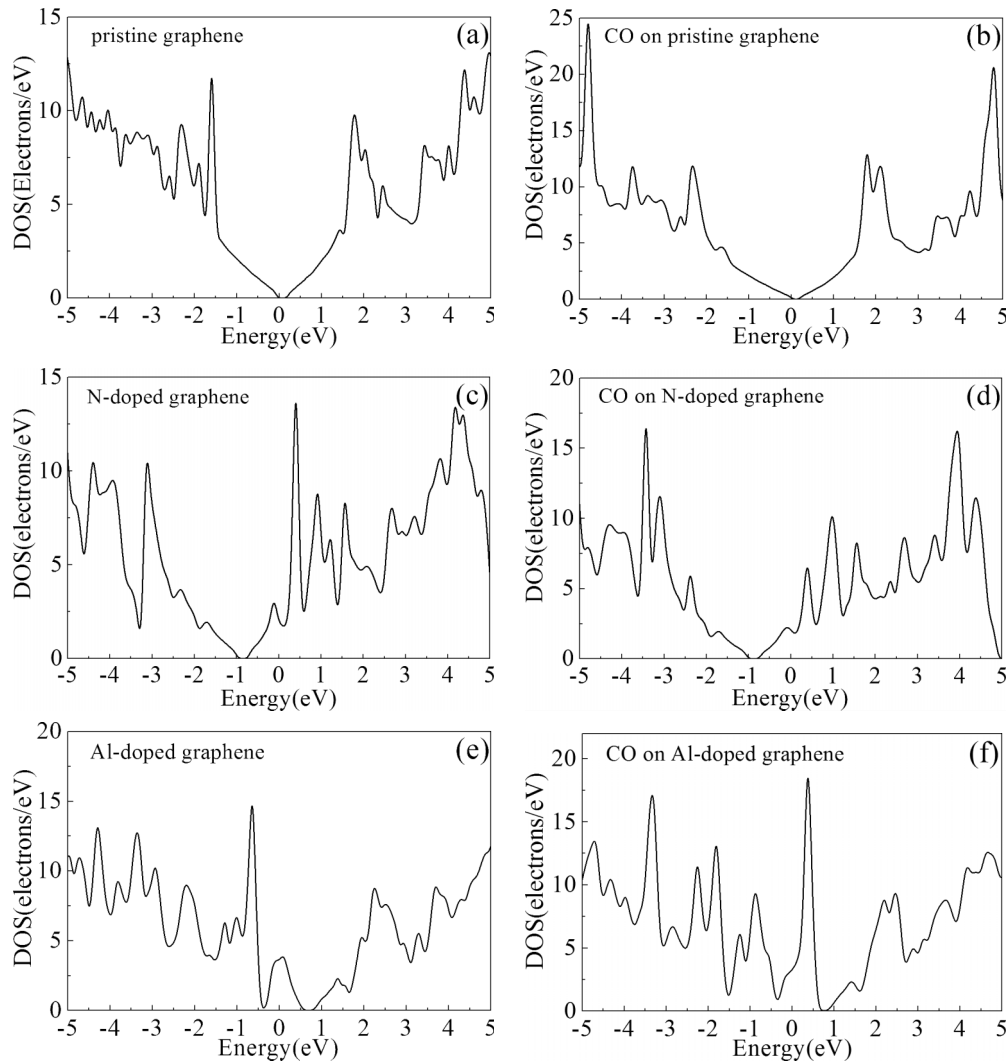 15
10
5
0
DOS(Electrons/eV)
pristine graphene
(a)
-5 -4 -3 -2 -1 0 1 2 3 4 5
Energy(eV)
25
20
15
10
5
0
DOS(electrons/eV)
CO on pristine graphene
(b)
-5 -4 -3 -2 -1 0 1 2 3 4 5
Energy(eV)
15
10
5
0
DOS(electrons/eV)
N-doped graphene
(c)
-5 -4 -3 -2 -1 0 1 2 3 4 5
Energy(eV)
20
15
10
5
0
DOS(electrons/eV)
CO on N-doped graphene
(d)
-5 -4 -3 -2 -1 0 1 2 3 4 5
Energy(eV)
20
15
10
5
0
DOS(electrons/eV)
Al-doped graphene
(e)
-5 -4 -3 -2 -1 0 1 2 3 4 5
Energy(eV)
20
15
10
5
0
DOS(electrons/eV)
CO on Al-doped graphene
(f)
-5 -4 -3 -2 -1 0 1 2 3 4 5
Energy(eV)